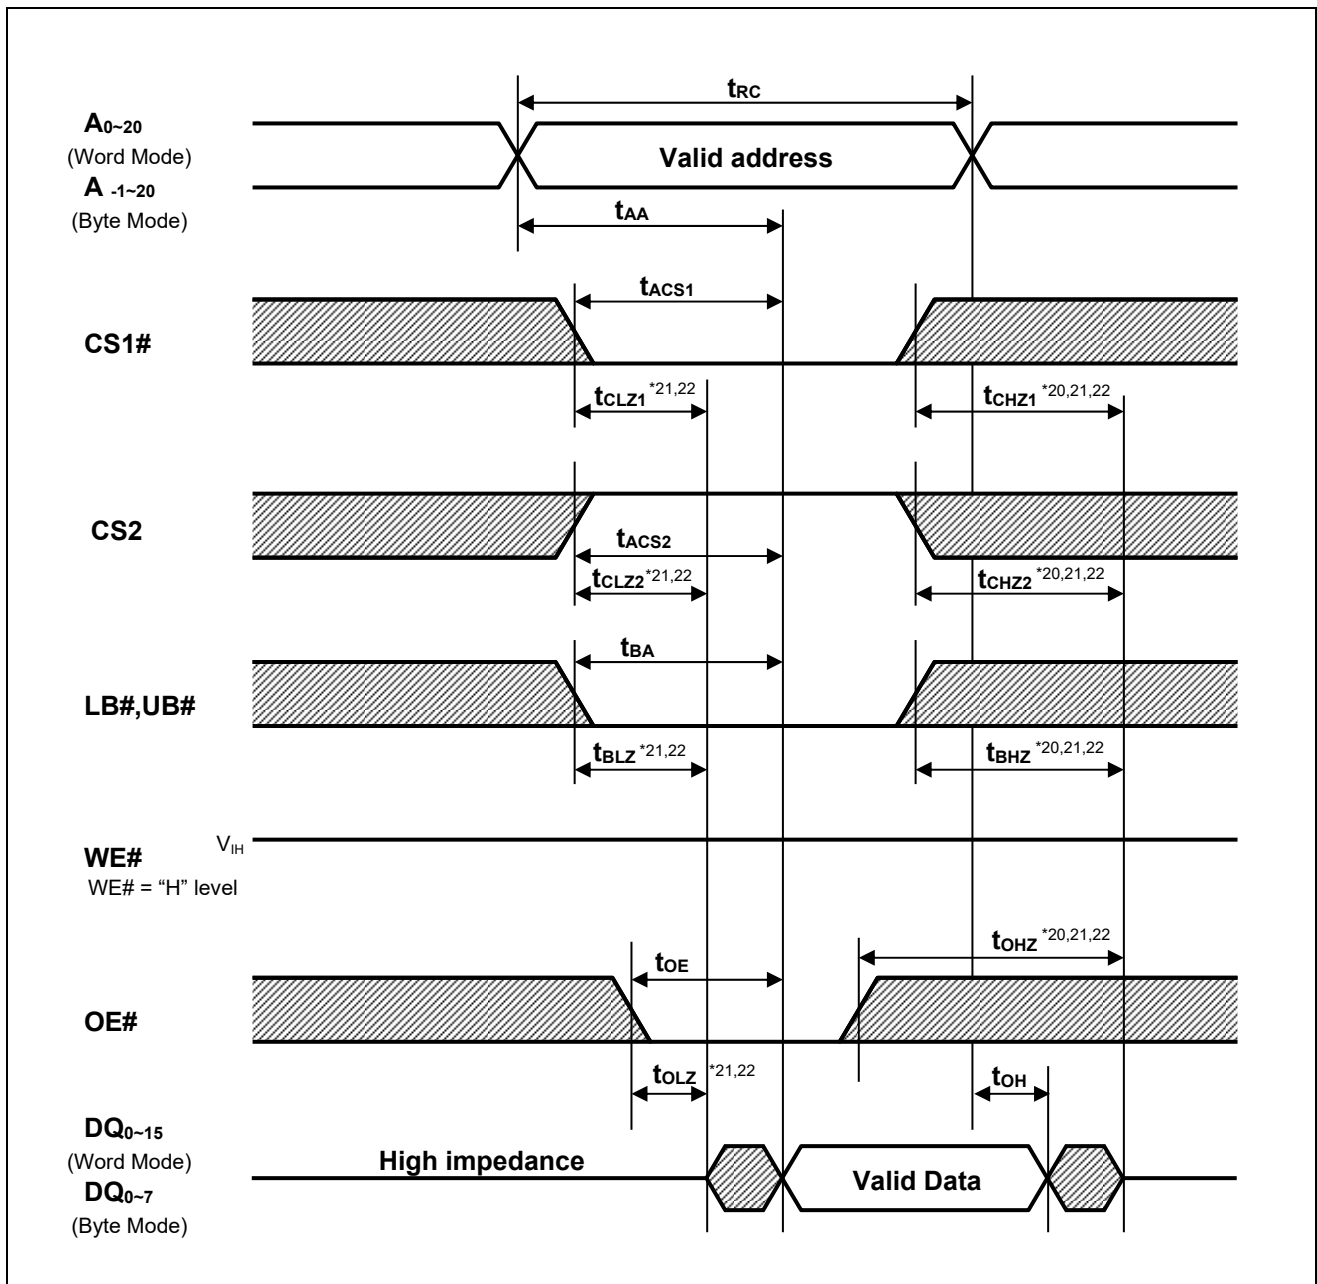 tRC
A0~20
(Word Mode)
Valid address
A -1~20
(Byte Mode)
tAA
tACS1
CS1#
tCLZ1 *21,22
tCHZ1 *20,21,22
CS2
tACS2
tCLZ2 *21,22
tCHZ2 *20,21,22
tBA
LB#,UB#
tBLZ *21,22
tBHZ *20,21,22
VIH
WE#
WE# = “H” level
tOHZ *20,21,22
tOE
OE#
tOLZ *21,22
tOH
DQ0~15
(Word Mode)
High impedance
Valid Data
DQ0~7
(Byte Mode)